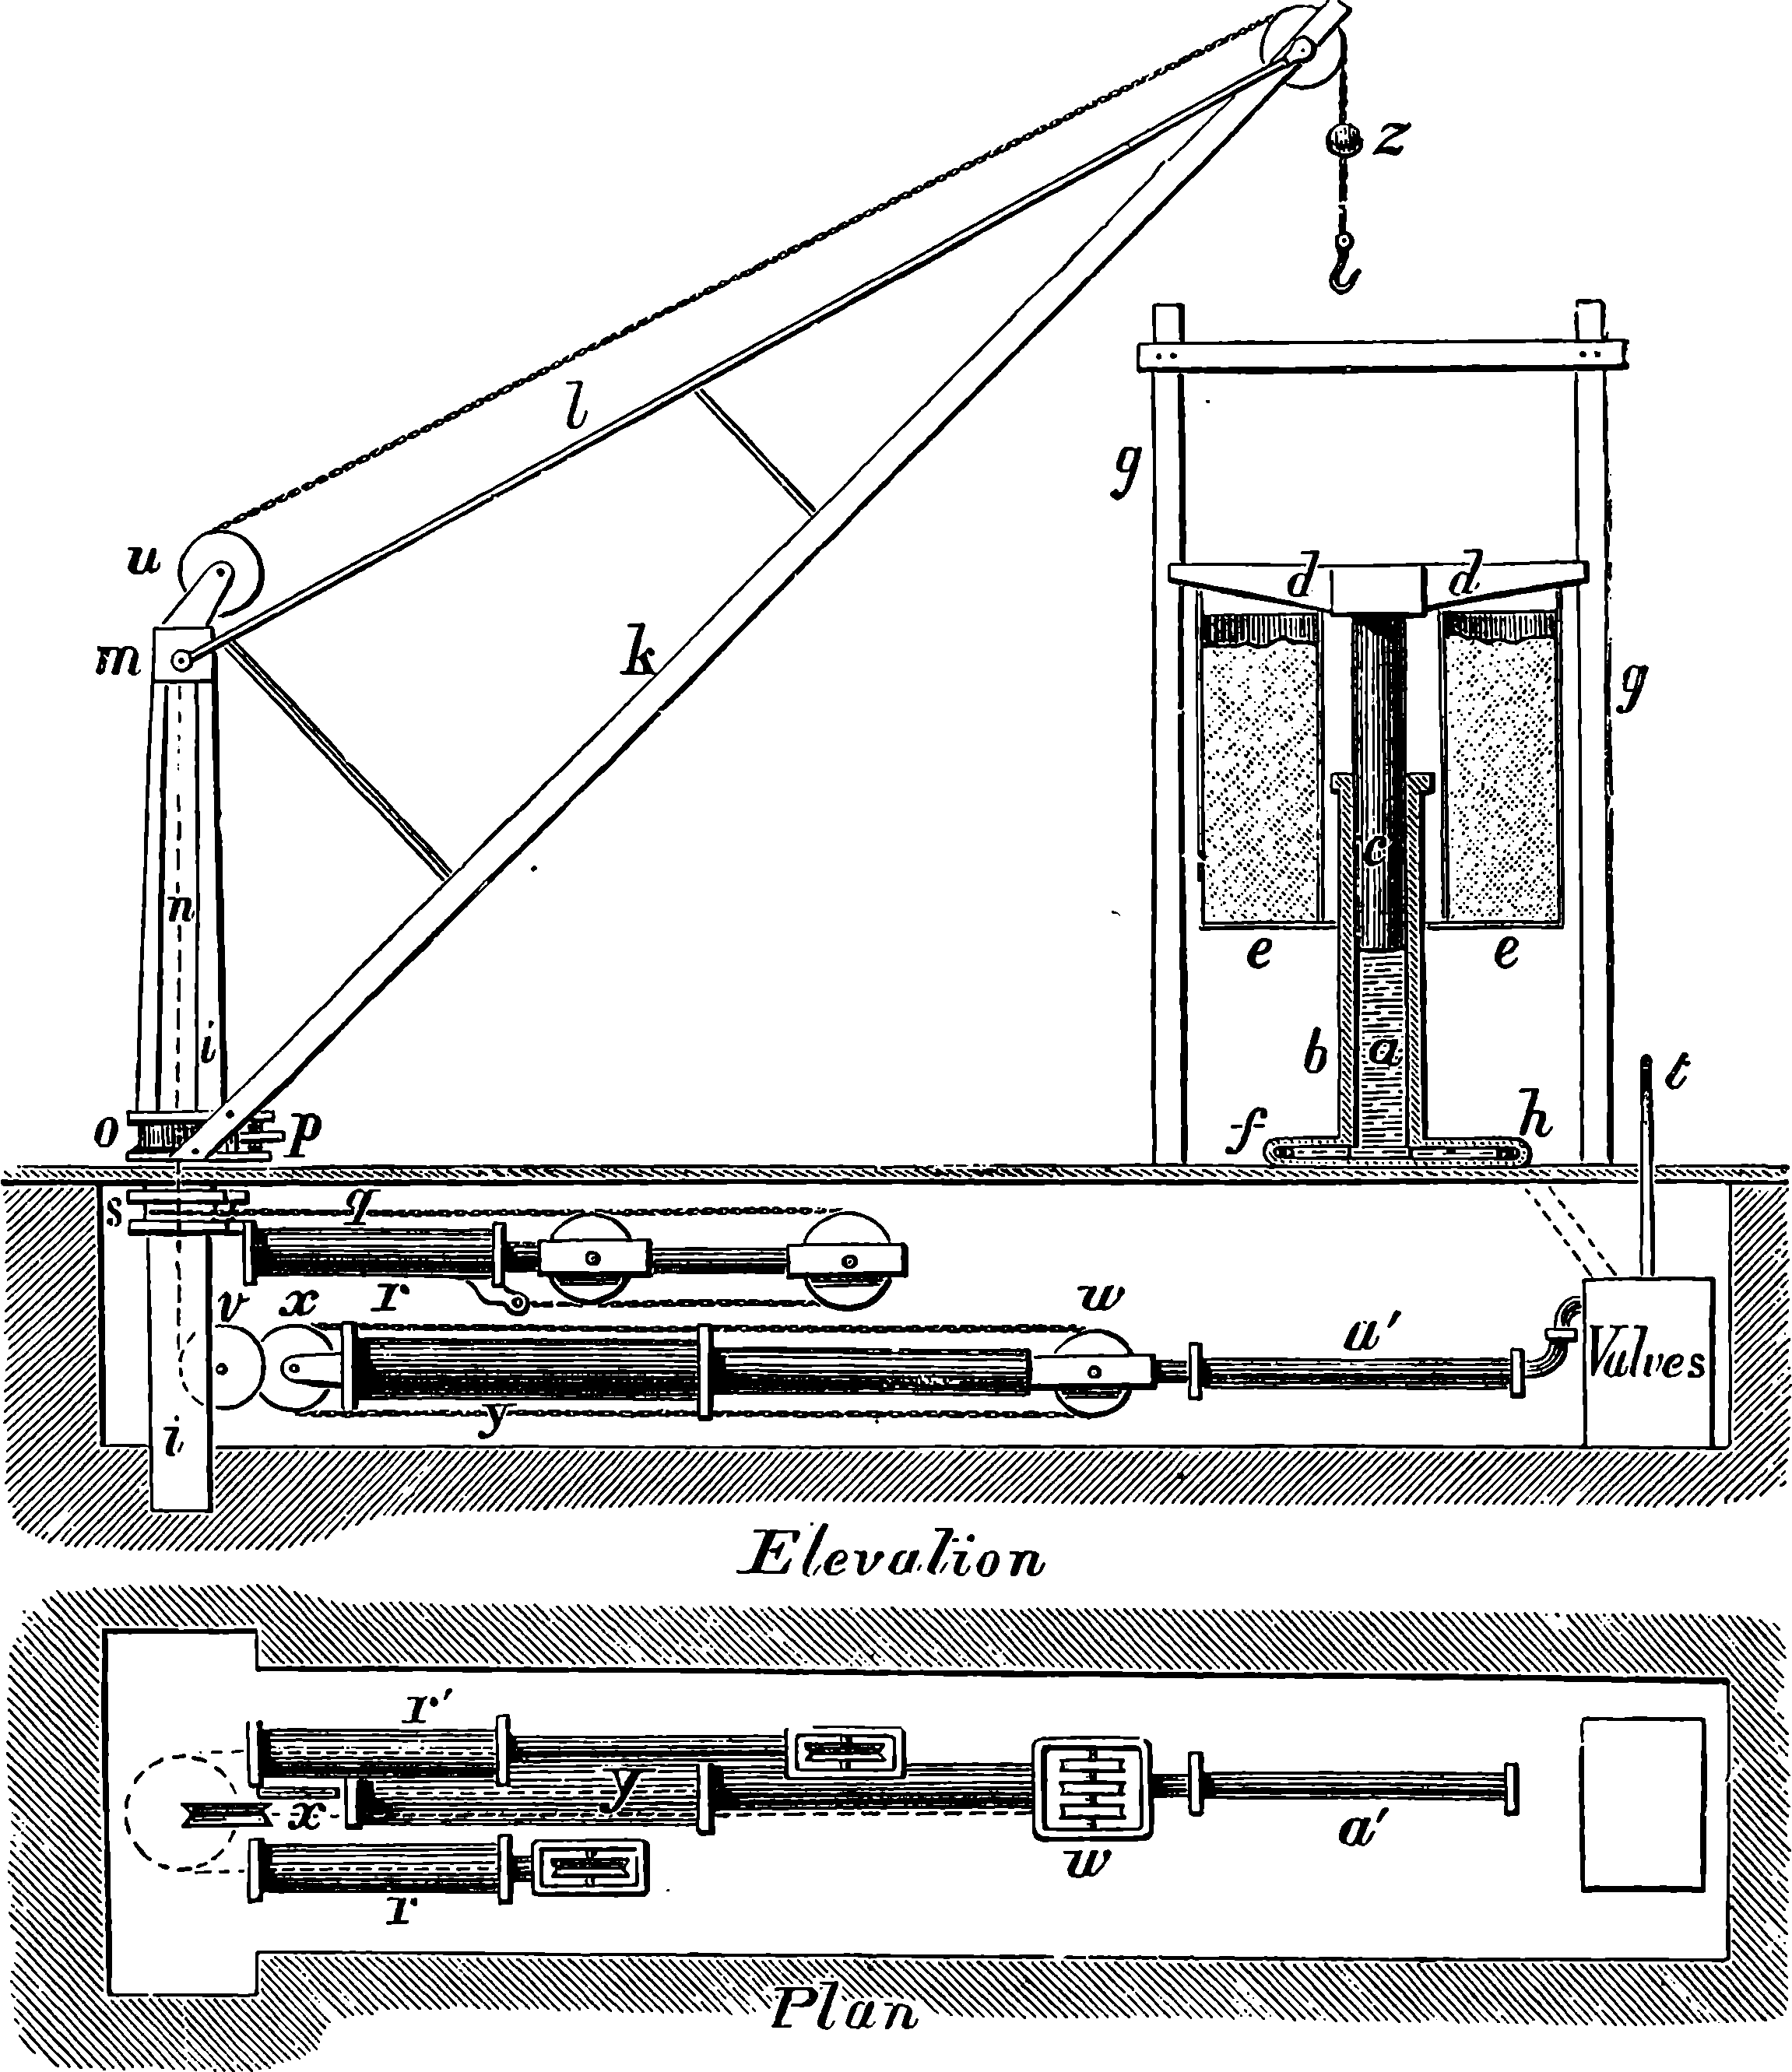 z
l
g
u
d d
m
k
g
c
n
e e
i
b a
t
f
h
o p
s
q
v x r
w
a'
Valves
y
i
Elevation
r'
y
x
a'
w
r
Plan